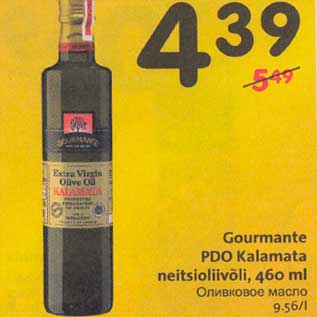 4.39
5.49
GOURMANTE
Extra Virgin
Olive Oil
KALAMATA
Gourmante
PDO Kalamata
neitsioliivõli, 460 ml
Оливковое масло
9.56/l